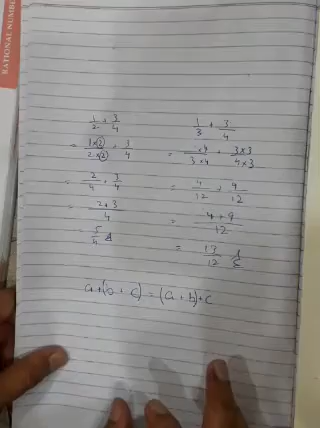 RATIONAL NUMBE
1/2 + 3/4
= 1×2/2×2 + 3/4
= 2/4 + 3/4
= 2+3/4
5/4
1/3 + 3/4
= ×4/3×4 + 3×3/4×3
= 4/12 + 9/12
= 4+9/12
= 13/12
a+(b+c) = (a+b)+c